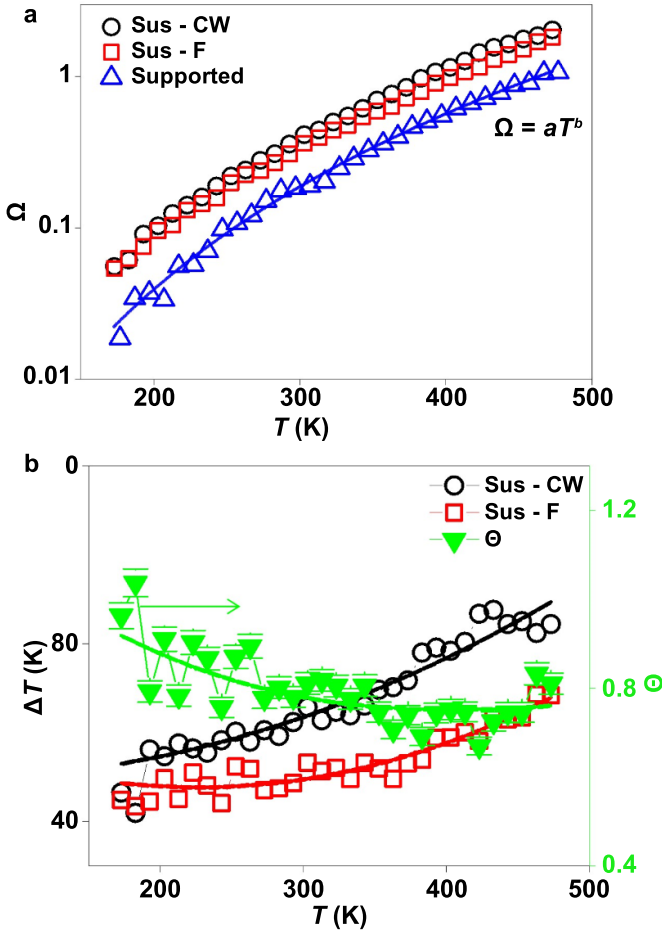 a
Sus - CW
Sus - F
Supported
1
0.1
0.01
Ω
Ω = aTᵇ
200
300
400
500
T (K)
b
Sus - CW
Sus - F
Θ
0
80
40
ΔT (K)
1.2
0.8
0.4
Θ
200
300
400
500
T (K)